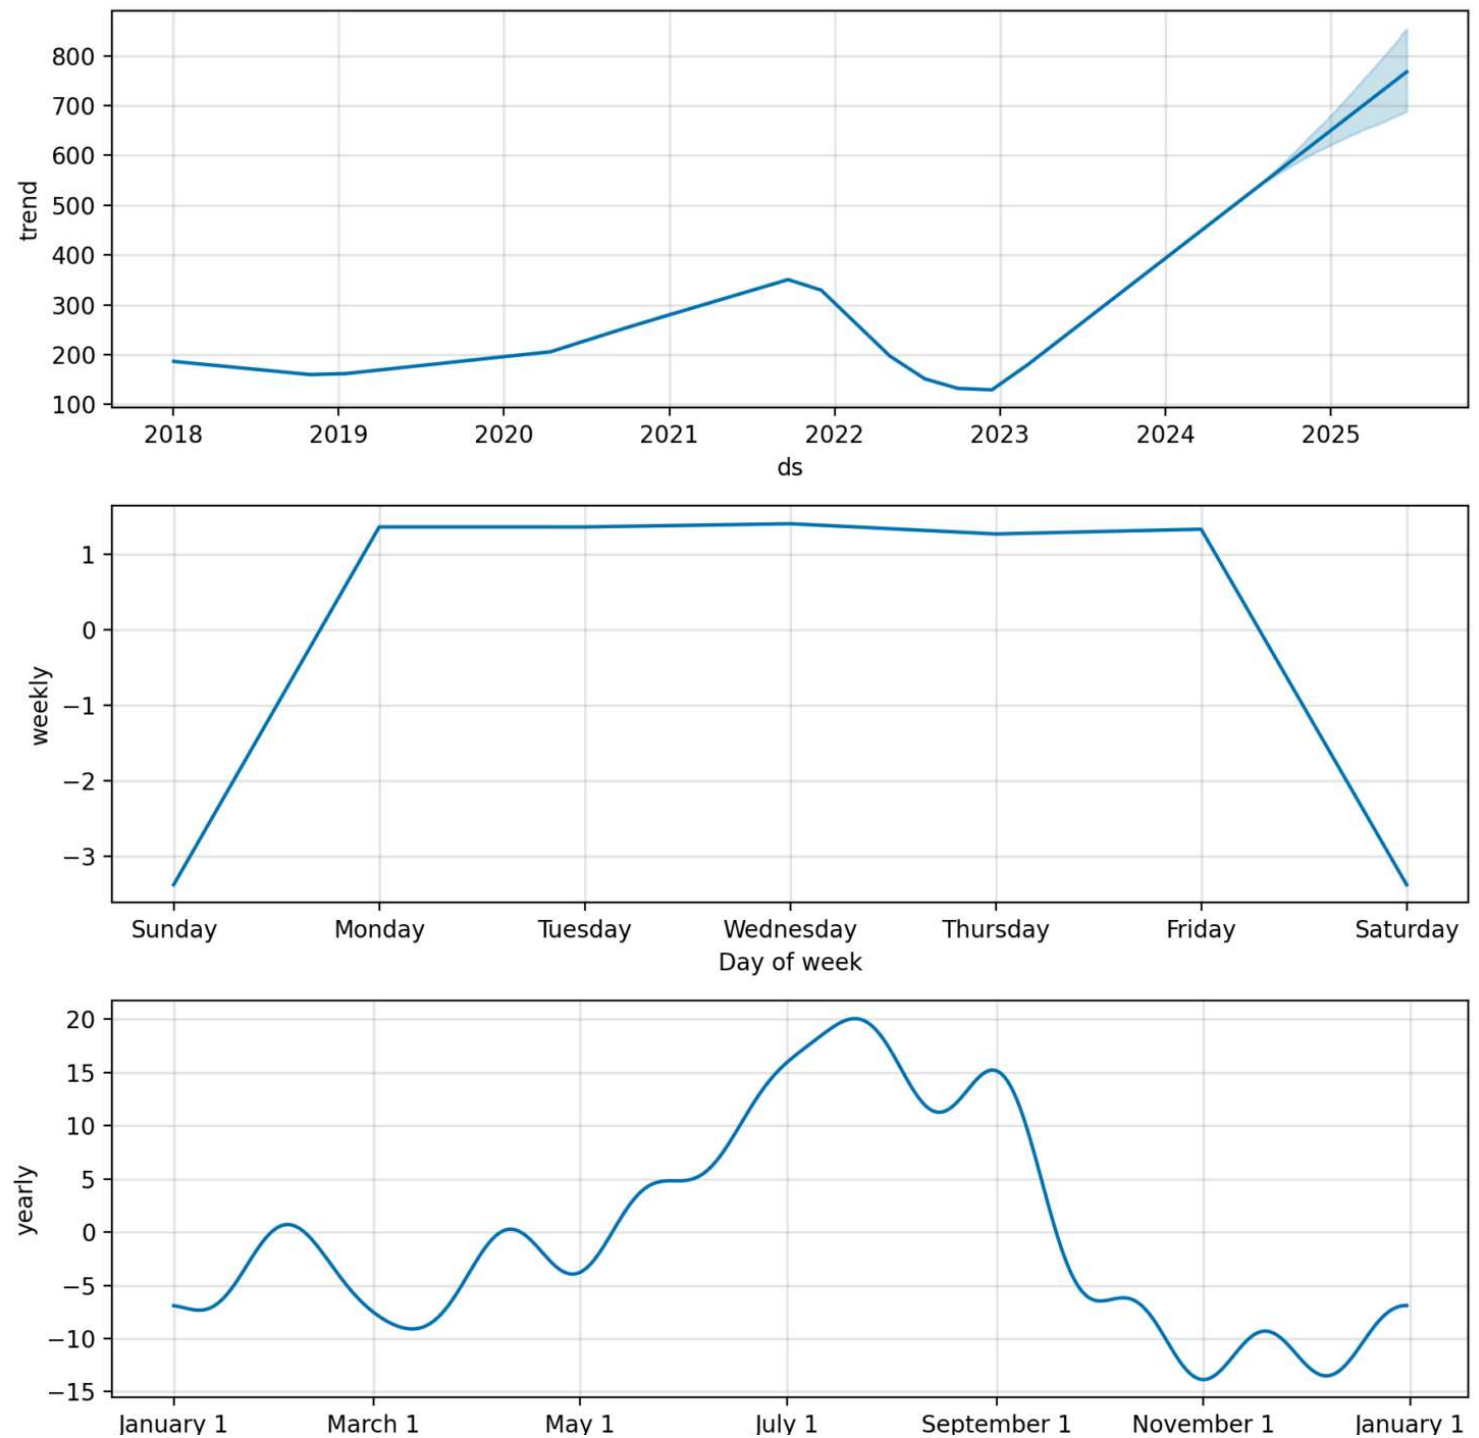 800
700
600
500
400
300
200
100
trend
2018 2019 2020 2021 2022 2023 2024 2025
ds
1
0
−1
−2
−3
weekly
Sunday Monday Tuesday Wednesday Thursday Friday Saturday
Day of week
20
15
10
5
0
−5
−10
−15
yearly
January 1 March 1 May 1 July 1 September 1 November 1 January 1